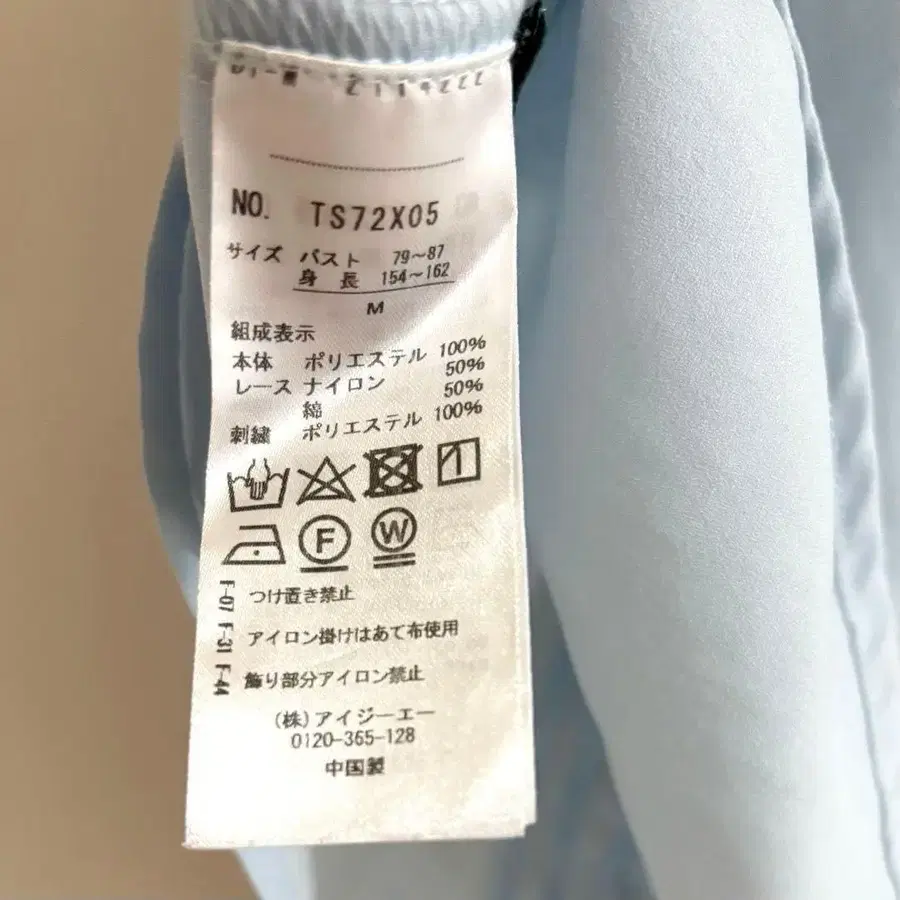 NO. TS72X05
サイズ バスト 79～87
身長 154～162
M
組成表示
本体 ポリエステル 100%
レース ナイロン 50%
綿 50%
刺繍 ポリエステル 100%
F
W
F-07 F-31 F-44
つけ置き禁止
アイロン掛けはあて布使用
飾り部分アイロン禁止
(株)アイジーエー
0120-365-128
中国製